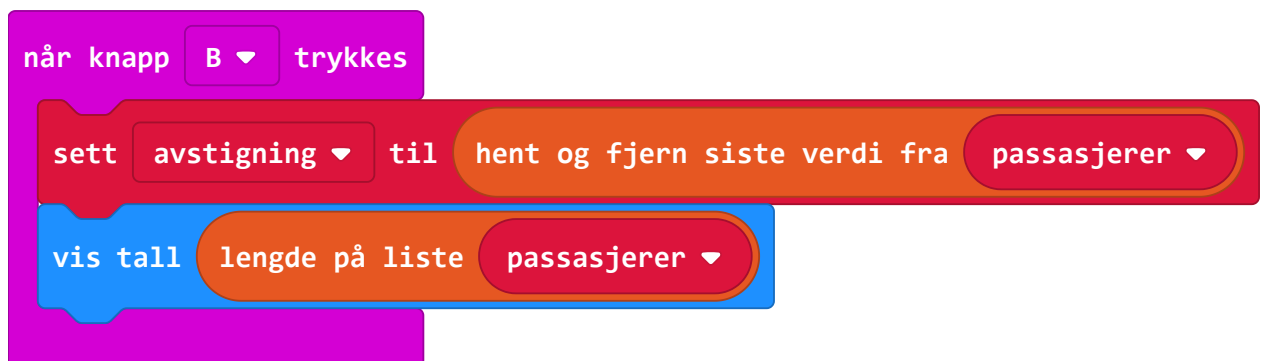 når knapp B trykkes
sett avstigning til hent og fjern siste verdi fra passasjerer
vis tall lengde på liste passasjerer